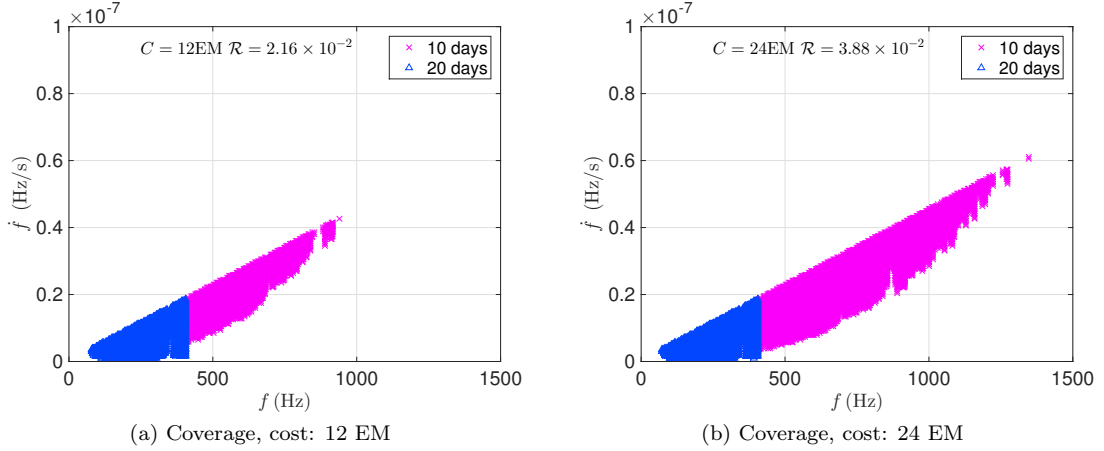 ×10⁻⁷
C = 12EM R = 2.16 × 10⁻²
10 days
20 days
1
0.8
0.6
0.4
0.2
0
0 500 1000 1500
ḟ (Hz/s)
f (Hz)
(a) Coverage, cost: 12 EM
×10⁻⁷
C = 24EM R = 3.88 × 10⁻²
10 days
20 days
1
0.8
0.6
0.4
0.2
0
0 500 1000 1500
ḟ (Hz/s)
f (Hz)
(b) Coverage, cost: 24 EM